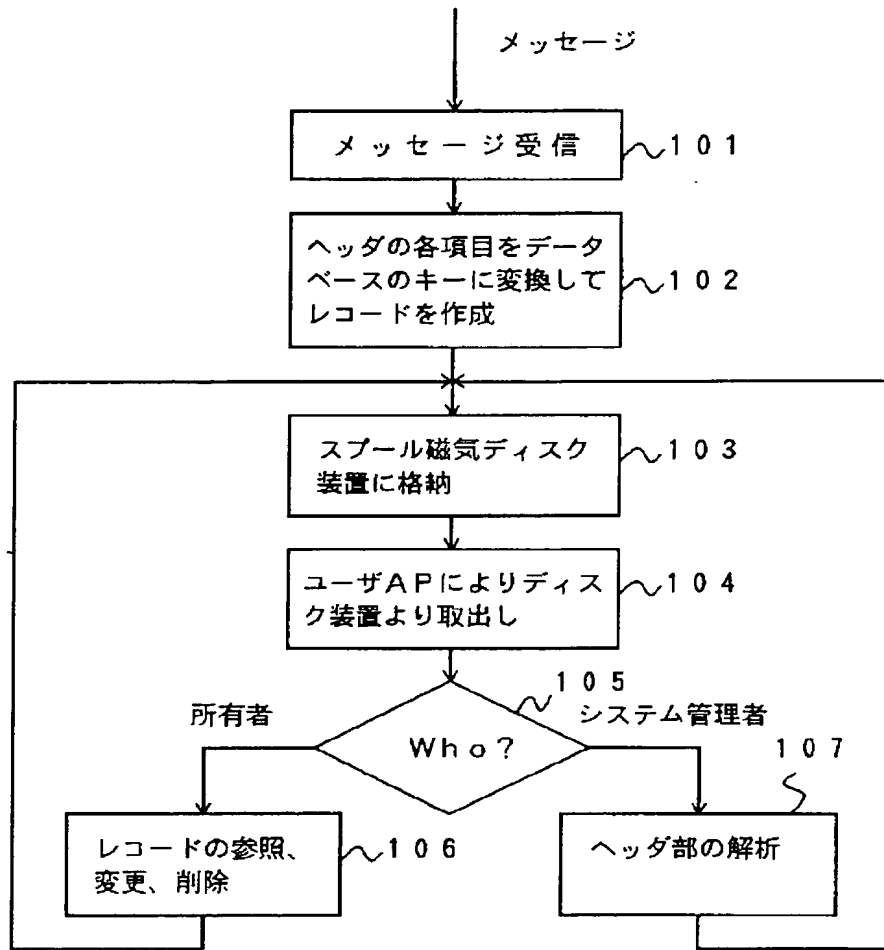 メッセージ
メッセージ受信
101
ヘッダの各項目をデータ
ベースのキーに変換して
レコードを作成
102
スプール磁気ディスク
装置に格納
103
ユーザAPによりディス
ク装置より取出し
104
105
所有者
システム管理者
Who?
107
レコードの参照、
変更、削除
106
ヘッダ部の解析